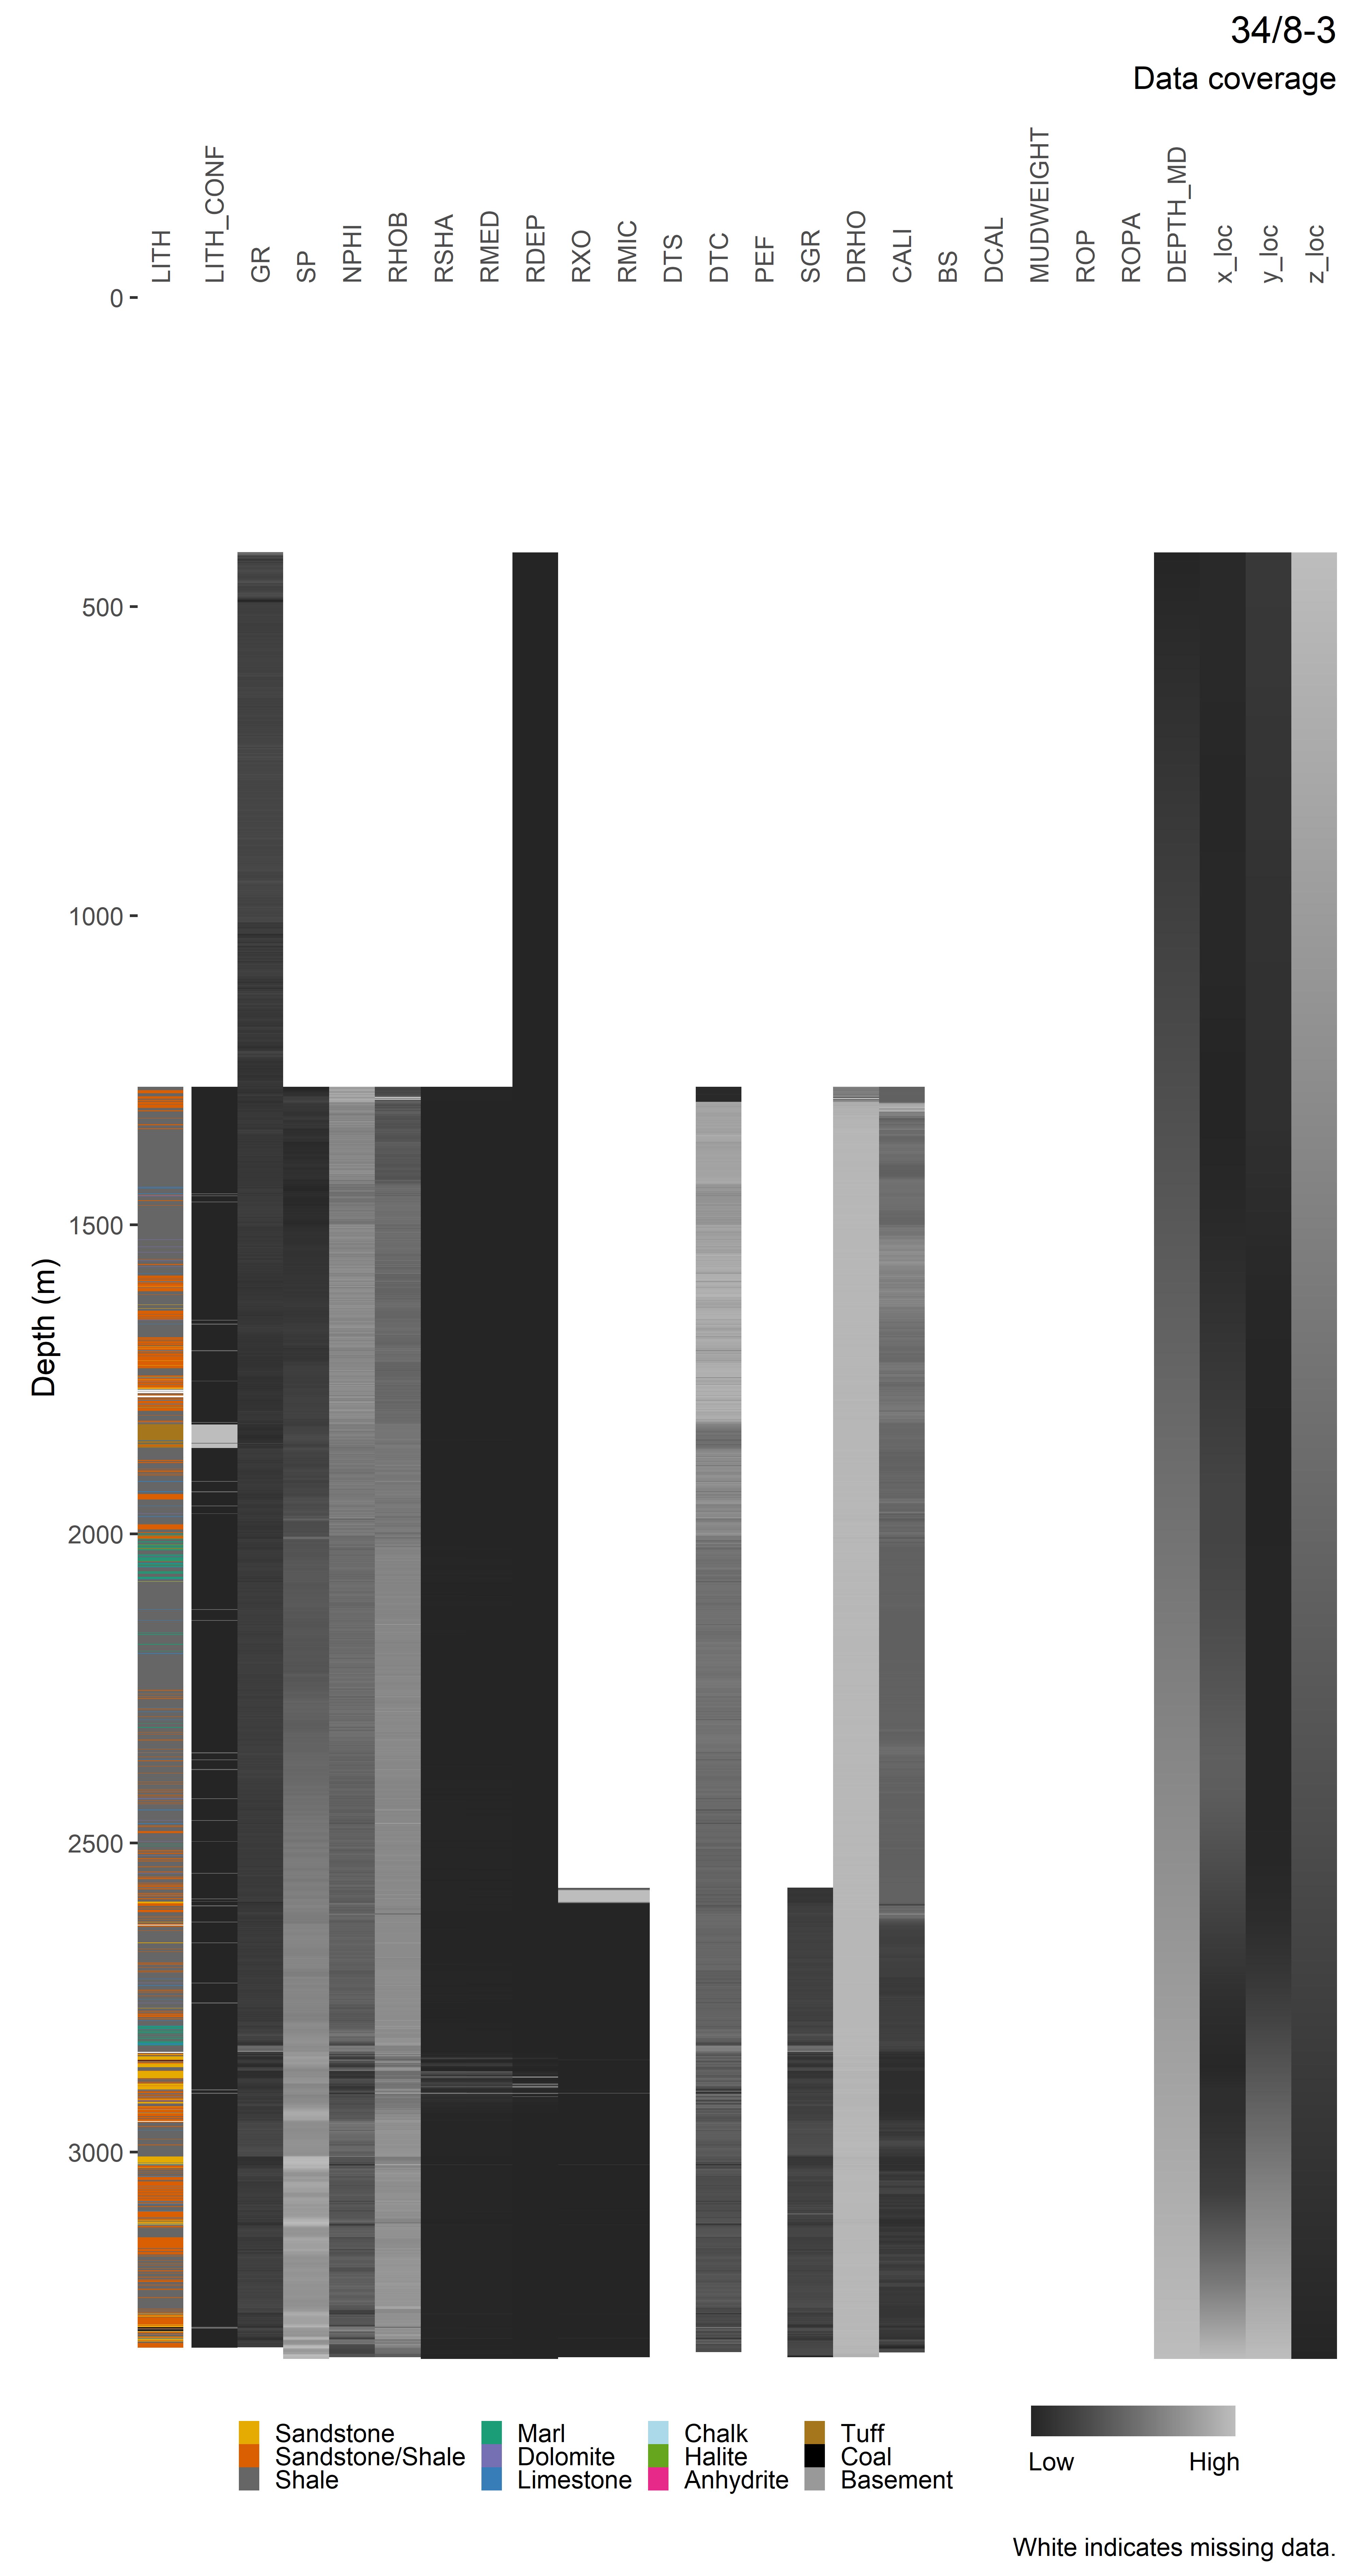 34/8-3
Data coverage
LITH
LITH_CONF
GR
SP
NPHI
RHOB
RSHA
RMED
RDEP
RXO
RMIC
DTS
DTC
PEF
SGR
DRHO
CALI
BS
DCAL
MUDWEIGHT
ROP
ROPA
DEPTH_MD
x_loc
y_loc
z_loc
0
500
1000
1500
2000
2500
3000
Depth (m)
Sandstone
Sandstone/Shale
Shale
Marl
Dolomite
Limestone
Chalk
Halite
Anhydrite
Tuff
Coal
Basement
Low High
White indicates missing data.